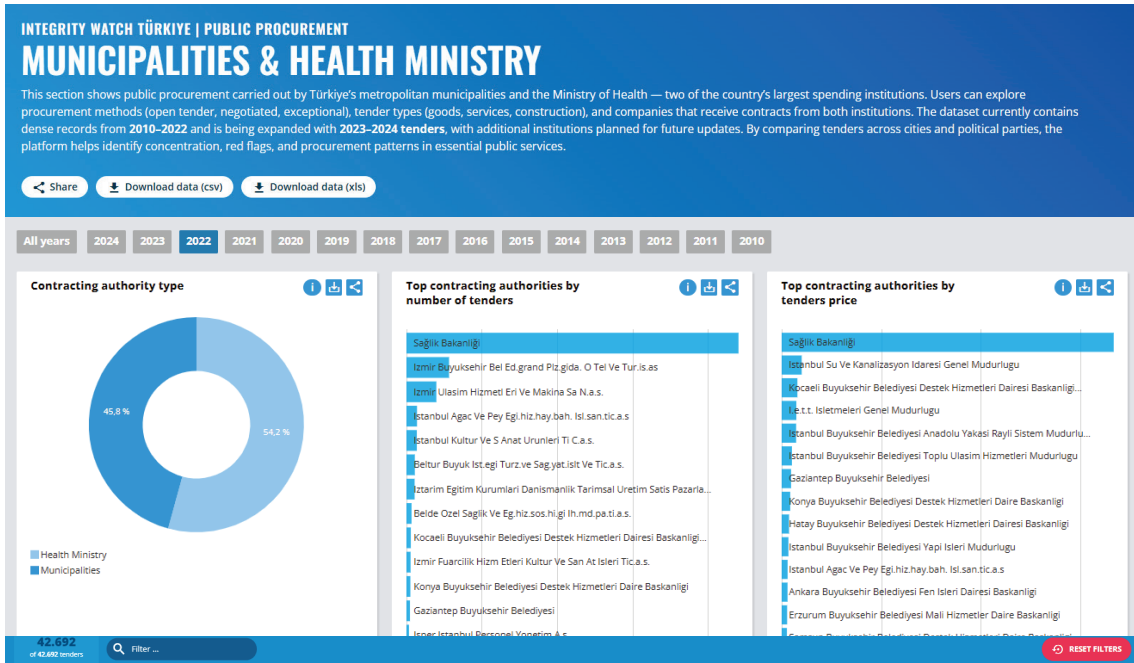 INTEGRITY WATCH TÜRKIYE | PUBLIC PROCUREMENT
MUNICIPALITIES & HEALTH MINISTRY
This section shows public procurement carried out by Türkiye's metropolitan municipalities and the Ministry of Health — two of the country's largest spending institutions. Users can explore
procurement methods (open tender, negotiated, exceptional), tender types (goods, services, construction), and companies that receive contracts from both institutions. The dataset currently contains
dense records from 2010–2022 and is being expanded with 2023–2024 tenders, with additional institutions planned for future updates. By comparing tenders across cities and political parties, the
platform helps identify concentration, red flags, and procurement patterns in essential public services.
Share
Download data (csv)
Download data (xls)
All years
2024
2023
2022
2021
2020
2019
2018
2017
2016
2015
2014
2013
2012
2011
2010
Contracting authority type
45,8 %
54,2 %
Health Ministry
Municipalities
Top contracting authorities by
number of tenders
Sağlik Bakanliği
Izmir Buyuksehir Bel Ed.grand Plz.gida. O Tel Ve Tur.is.as
Izmir Ulasim Hizmetl Eri Ve Makina Sa N.a.s.
Istanbul Agac Ve Pey Egi.hiz.hay.bah. Isl.san.tic.a.s
Istanbul Kultur Ve S Anat Urunleri Ti C.a.s.
Beltur Buyuk Ist.egi Turz.ve Sag.yat.islt Ve Tic.a.s.
Iztarim Egitim Kurumlari Danismanlik Tarimsal Uretim Satis Pazarla...
Belde Ozel Saglik Ve Eg.hiz.sos.hi.gi Ih.md.pa.ti.a.s.
Kocaeli Buyuksehir Belediyesi Destek Hizmetleri Dairesi Baskanligi...
Izmir Fuarcilik Hizm Etleri Kultur Ve San At Isleri Tic.a.s.
Konya Buyuksehir Belediyesi Destek Hizmetleri Daire Baskanligi
Gaziantep Buyuksehir Belediyesi
Isper Istanbul Personel Yonetim A.s.
Top contracting authorities by
tenders price
Sağlik Bakanliği
Istanbul Su Ve Kanalizasyon Idaresi Genel Mudurlugu
Kocaeli Buyuksehir Belediyesi Destek Hizmetleri Dairesi Baskanligi...
I.e.t.t. Isletmeleri Genel Mudurlugu
Istanbul Buyuksehir Belediyesi Anadolu Yakasi Rayli Sistem Mudurlu...
Istanbul Buyuksehir Belediyesi Toplu Ulasim Hizmetleri Mudurlugu
Gaziantep Buyuksehir Belediyesi
Konya Buyuksehir Belediyesi Destek Hizmetleri Daire Baskanligi
Hatay Buyuksehir Belediyesi Destek Hizmetleri Dairesi Baskanligi
Istanbul Buyuksehir Belediyesi Yapi Isleri Mudurlugu
Istanbul Agac Ve Pey Egi.hiz.hay.bah. Isl.san.tic.a.s
Ankara Buyuksehir Belediyesi Fen Isleri Dairesi Baskanligi
Erzurum Buyuksehir Belediyesi Mali Hizmetler Daire Baskanligi
42.692
of 42.692 tenders
Filter ...
RESET FILTERS